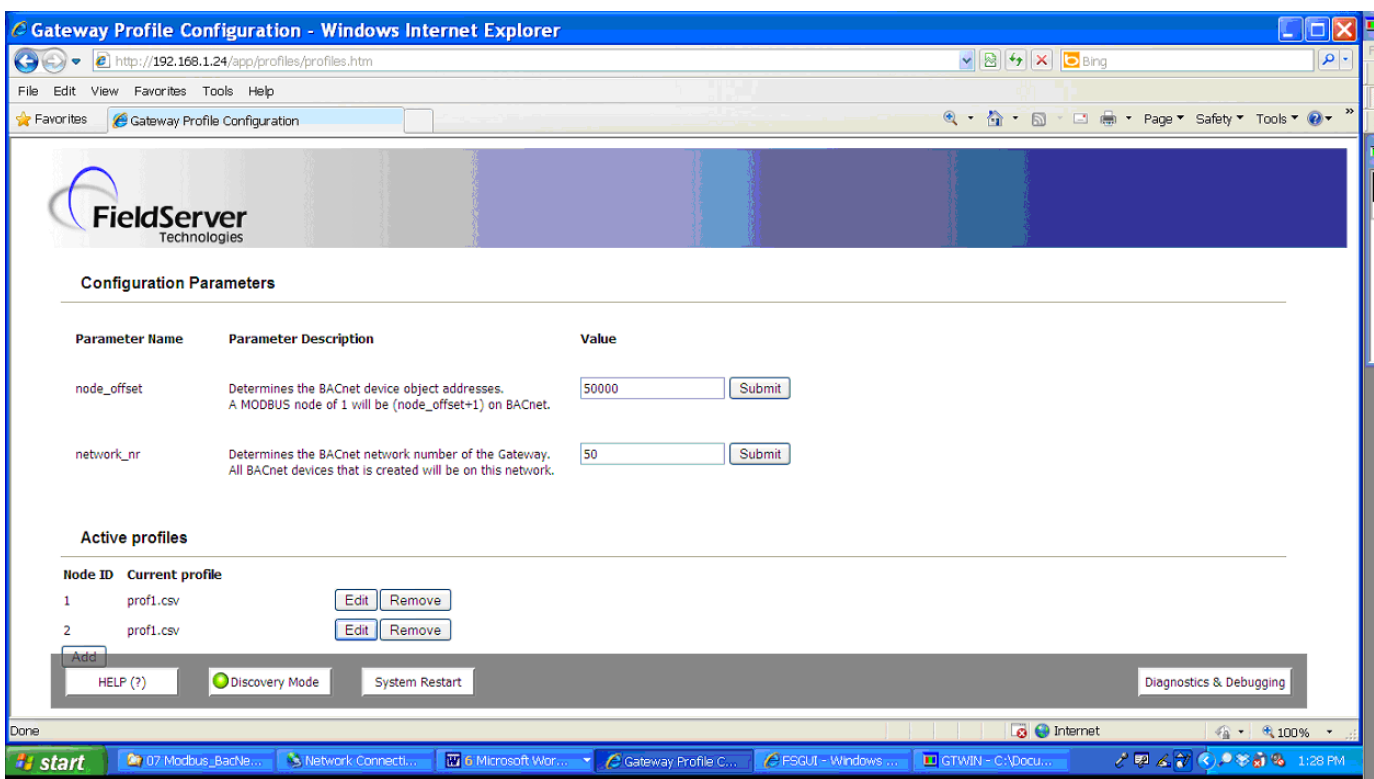 Gateway Profile Configuration - Windows Internet Explorer
http://192.168.1.24/app/profiles/profiles.htm
Bing
File Edit View Favorites Tools Help
Favorites Gateway Profile Configuration Page Safety Tools »
FieldServer
Technologies
Configuration Parameters
Parameter Name Parameter Description Value
node_offset Determines the BACnet device object addresses. 50000 Submit
A MODBUS node of 1 will be (node_offset+1) on BACnet.
network_nr Determines the BACnet network number of the Gateway. 50 Submit
All BACnet devices that is created will be on this network.
Active profiles
Node ID Current profile
1 prof1.csv Edit Remove
2 prof1.csv Edit Remove
Add
HELP (?) Discovery Mode System Restart Diagnostics & Debugging
Done Internet 100%
start 07 Modbus_BacNe... Network Connecti... 6 Microsoft Wor... Gateway Profile C... FSGUI - Windows ... GTWIN - C:\Docu... 1:28 PM